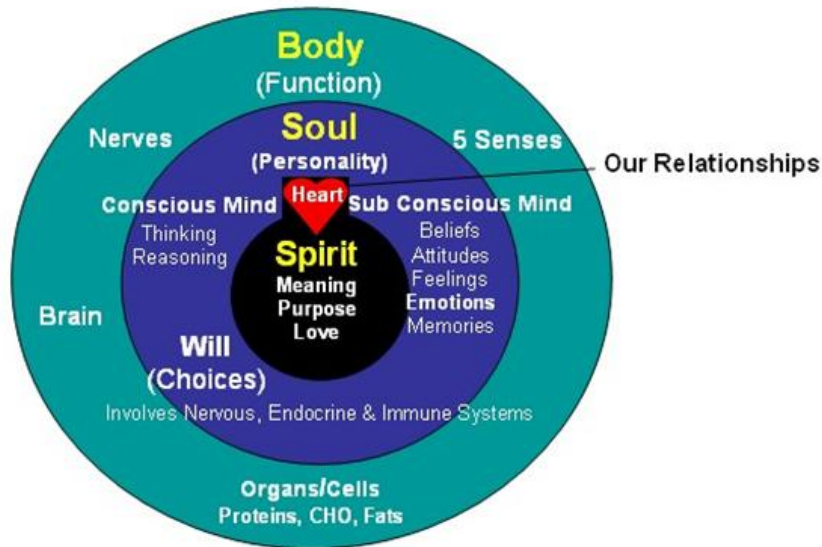 Body
(Function)
Nerves
Soul
5 Senses
(Personality)
Our Relationships
Heart
Conscious Mind
Sub Conscious Mind
Thinking
Reasoning
Beliefs
Attitudes
Feelings
Emotions
Memories
Spirit
Meaning
Purpose
Love
Brain
Will
(Choices)
Involves Nervous, Endocrine & Immune Systems
Organs/Cells
Proteins, CHO, Fats